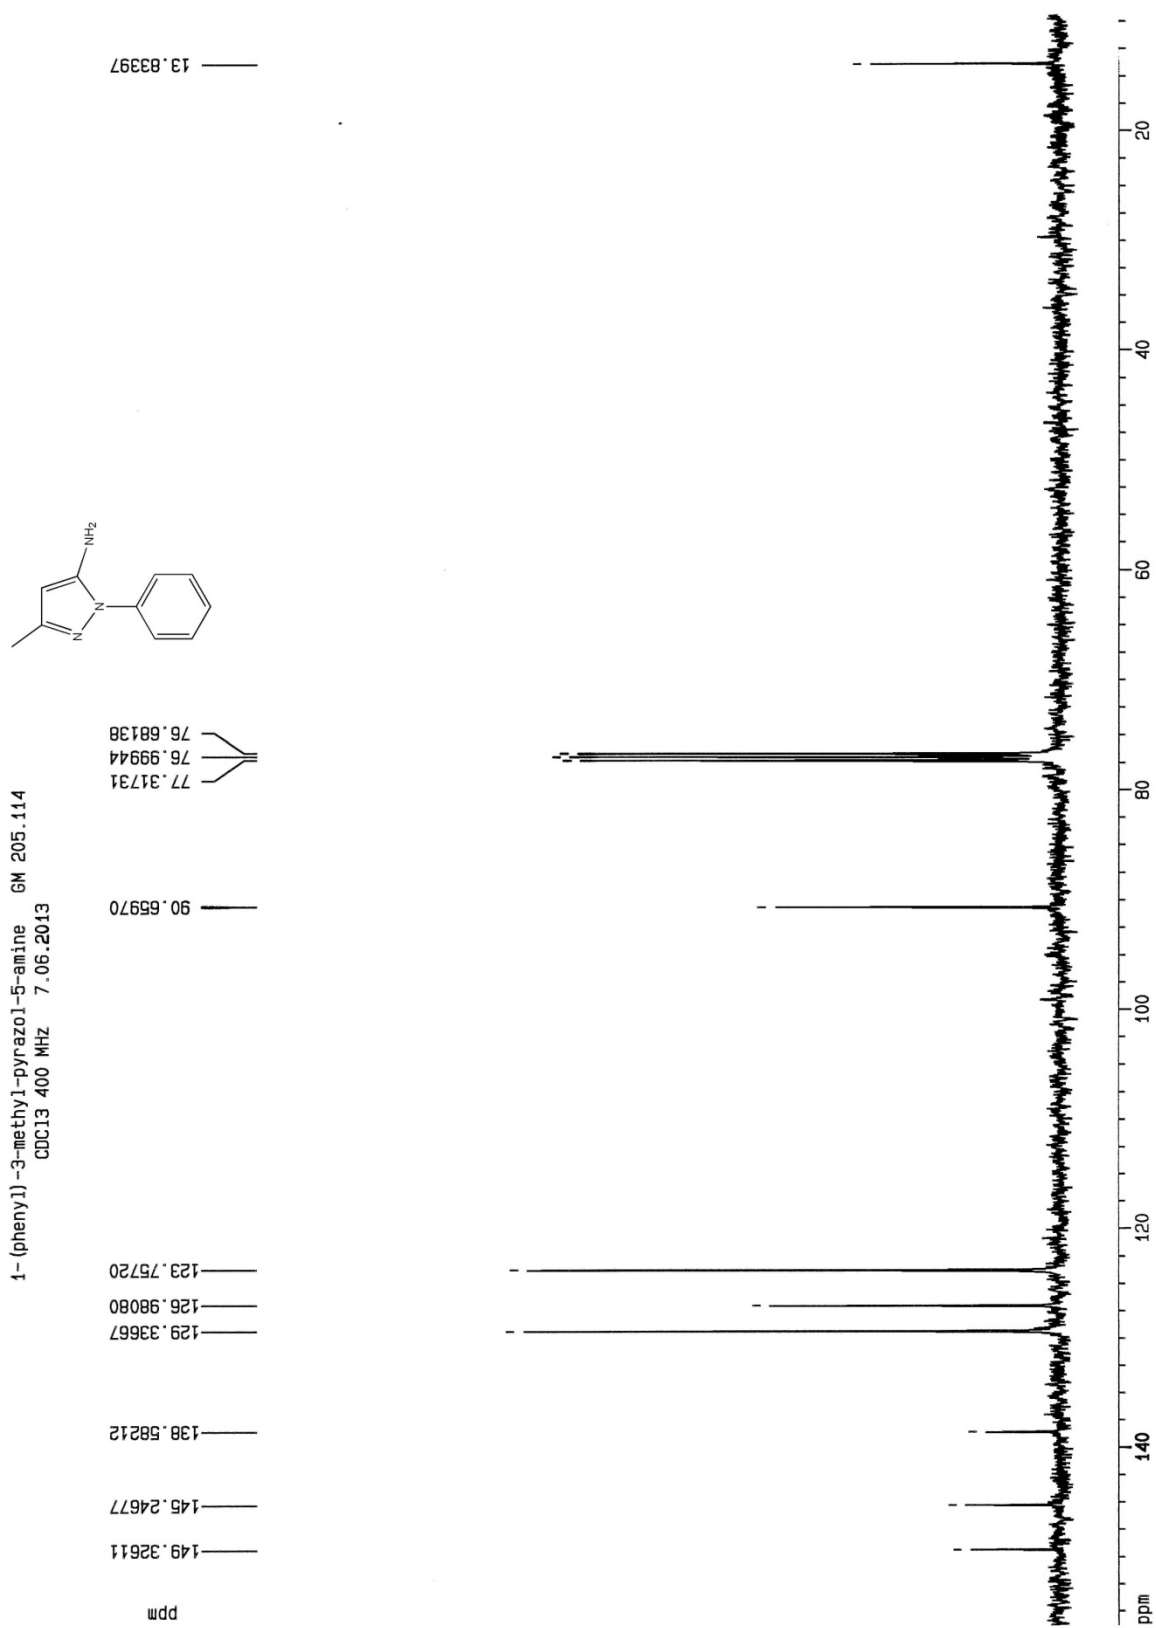 1-(phenyl)-3-methyl-pyrazol-5-amine GM 205.114
CDCl3 400 MHz 7.06.2013
ppm
149.32611
145.24677
138.58212
129.33667
126.98080
123.75720
90.65970
77.31731
76.99944
76.68138
13.83397
N
N
NH2
ppm
140
120
100
80
60
40
20